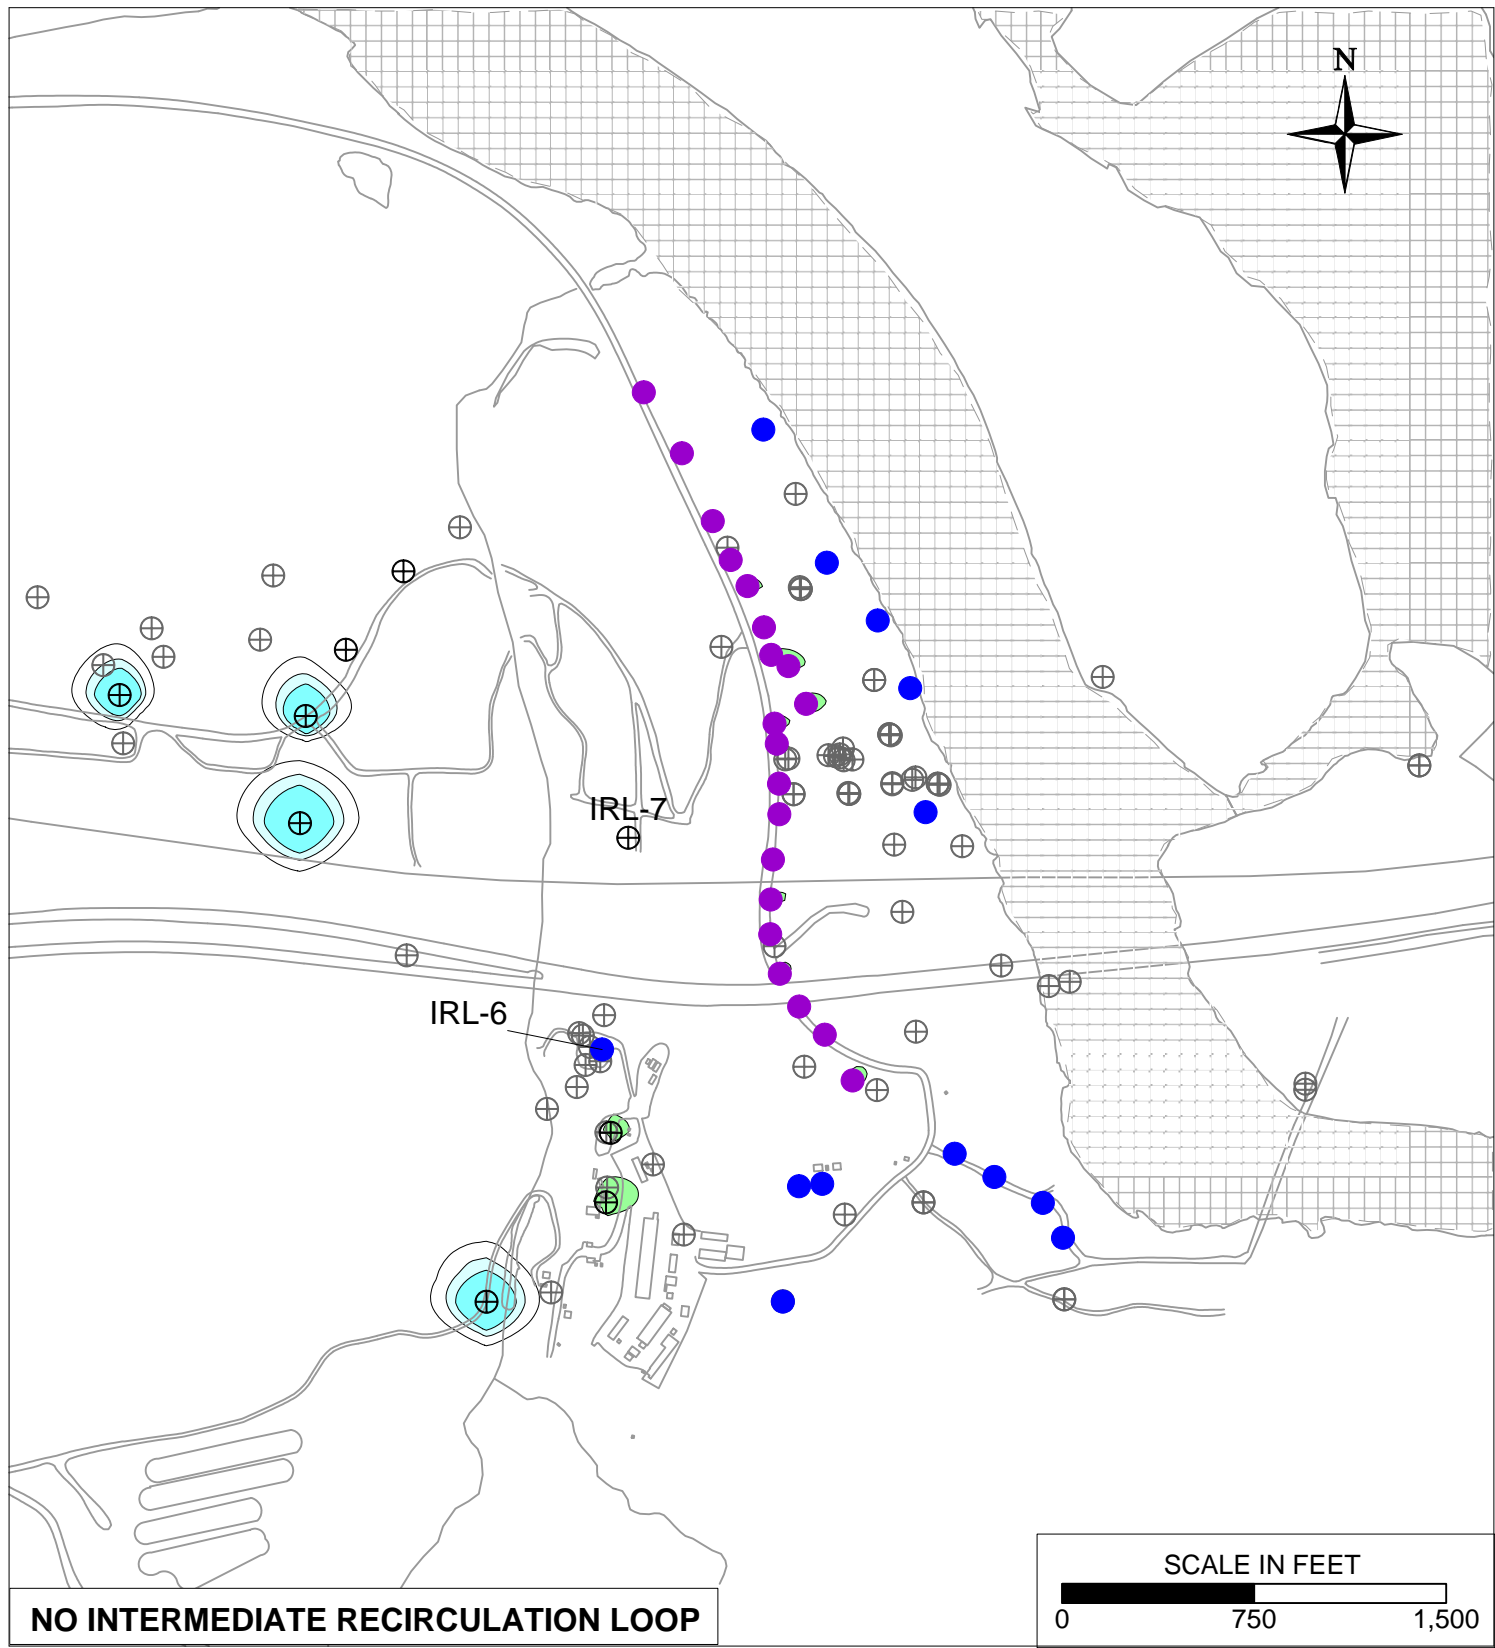 N
IRL-7
IRL-6
SCALE IN FEET
0 750 1,500
NO INTERMEDIATE RECIRCULATION LOOP